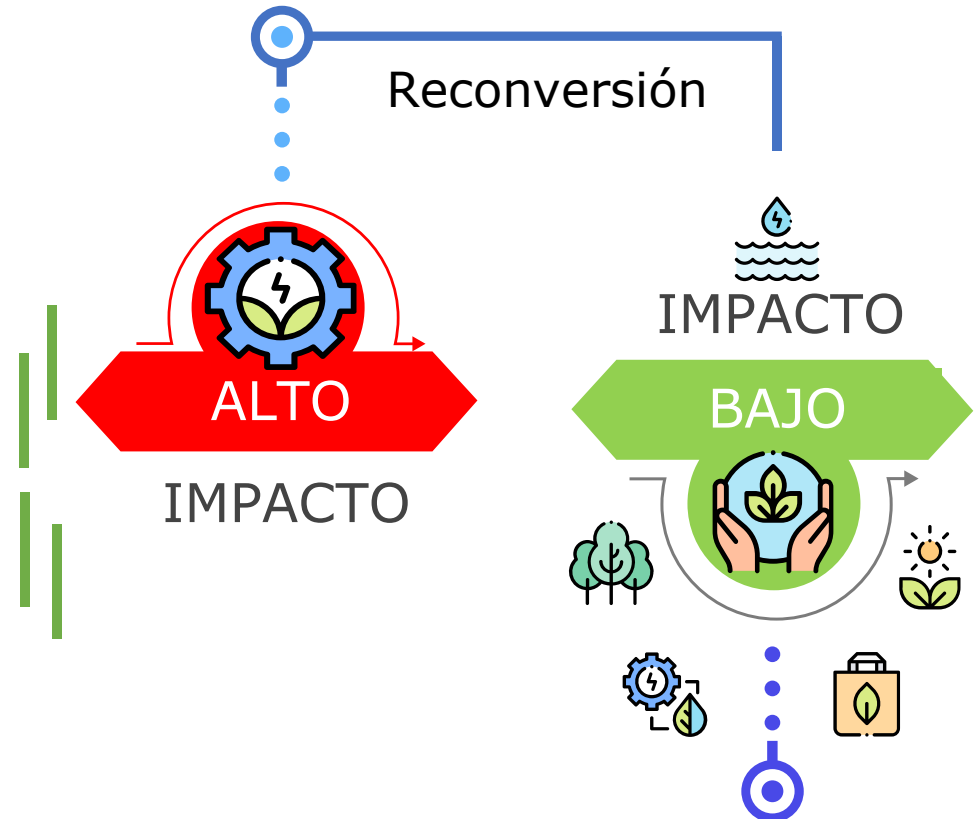 Reconversión
ALTO
IMPACTO
IMPACTO
BAJO